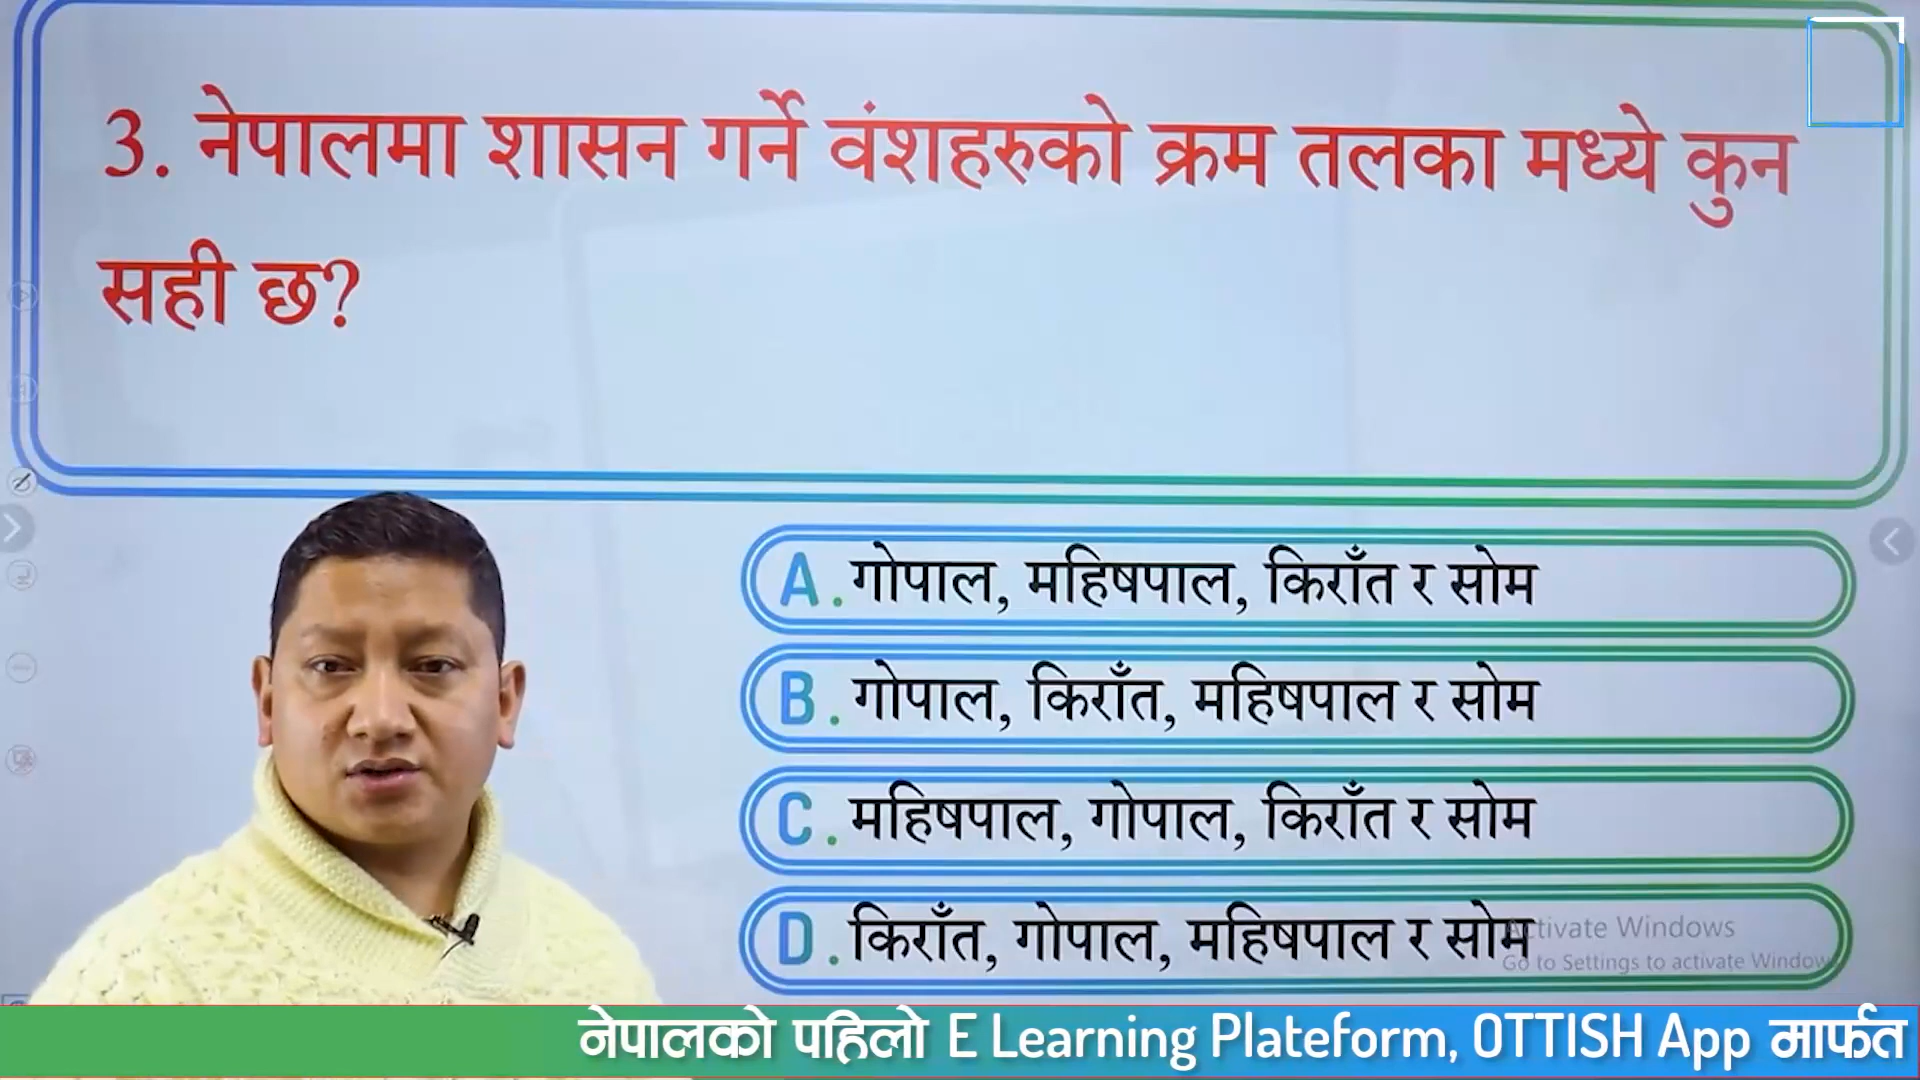 3. नेपालमा शासन गर्ने वंशहरुको क्रम तलका मध्ये कुन
सही छ?
A. गोपाल, महिषपाल, किराँत र सोम
B. गोपाल, किराँत, महिषपाल र सोम
C. महिषपाल, गोपाल, किराँत र सोम
D. किराँत, गोपाल, महिषपाल र सोम
Activate Windows
Go to Settings to activate Window
नेपालको पहिलो E Learning Plateform, OTTISH App मार्फत